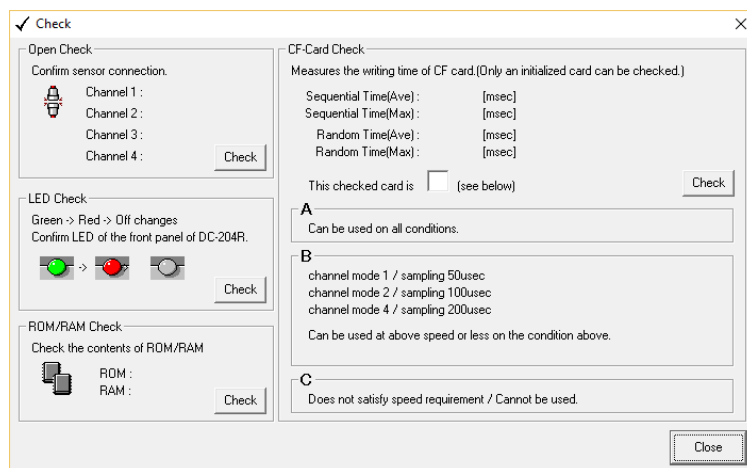 Check
Open Check
Confirm sensor connection.
Channel 1 :
Channel 2 :
Channel 3 :
Channel 4 :
Check
LED Check
Green -> Red -> Off changes
Confirm LED of the front panel of DC-204R.
->
Check
ROM/RAM Check
Check the contents of ROM/RAM
ROM :
RAM :
Check
CF-Card Check
Measures the writing time of CF card.(Only an initialized card can be checked.)
Sequential Time(Ave) : [msec]
Sequential Time(Max) : [msec]
Random Time(Ave) : [msec]
Random Time(Max) : [msec]
This checked card is (see below)
Check
A
Can be used on all conditions.
B
channel mode 1 / sampling 50usec
channel mode 2 / sampling 100usec
channel mode 4 / sampling 200usec
Can be used at above speed or less on the condition above.
C
Does not satisfy speed requirement / Cannot be used.
Close